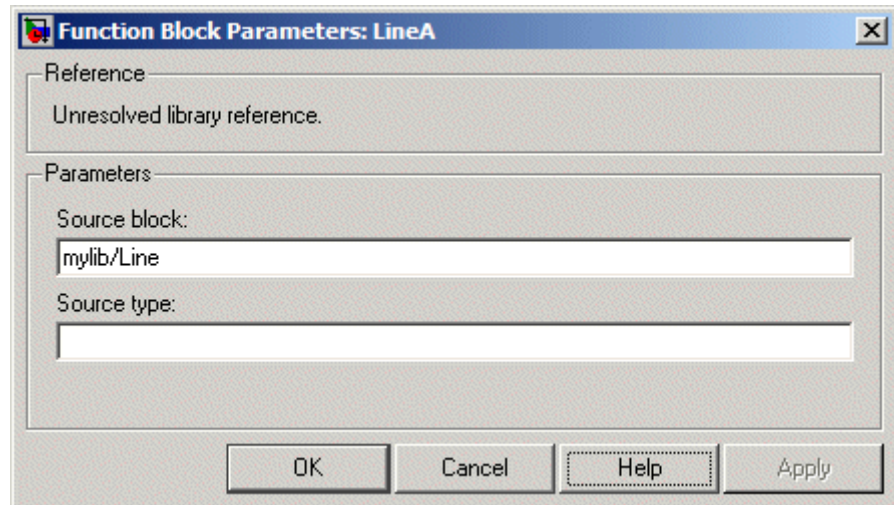 Function Block Parameters: LineA
Reference
Unresolved library reference.
Parameters
Source block:
mylib/Line
Source type:
OK
Cancel
Help
Apply